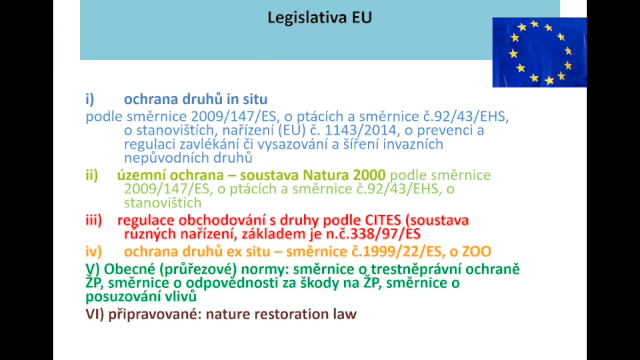 Legislativa EU
i) ochrana druhů in situ
podle směrnice 2009/147/ES, o ptácích a směrnice č.92/43/EHS,
o stanovištích, nařízení (EU) č. 1143/2014, o prevenci a
regulaci zavlékání či vysazování a šíření invazních
nepůvodních druhů
ii) územní ochrana – soustava Natura 2000 podle směrnice
2009/147/ES, o ptácích a směrnice č.92/43/EHS, o
stanovištích
iii) regulace obchodování s druhy podle CITES (soustava
různých nařízení, základem je n.č.338/97/ES
iv) ochrana druhů ex situ – směrnice č.1999/22/ES, o ZOO
V) Obecné (průřezové) normy: směrnice o trestněprávní ochraně
ŽP, směrnice o odpovědnosti za škody na ŽP, směrnice o
posuzování vlivů
VI) připravované: nature restoration law